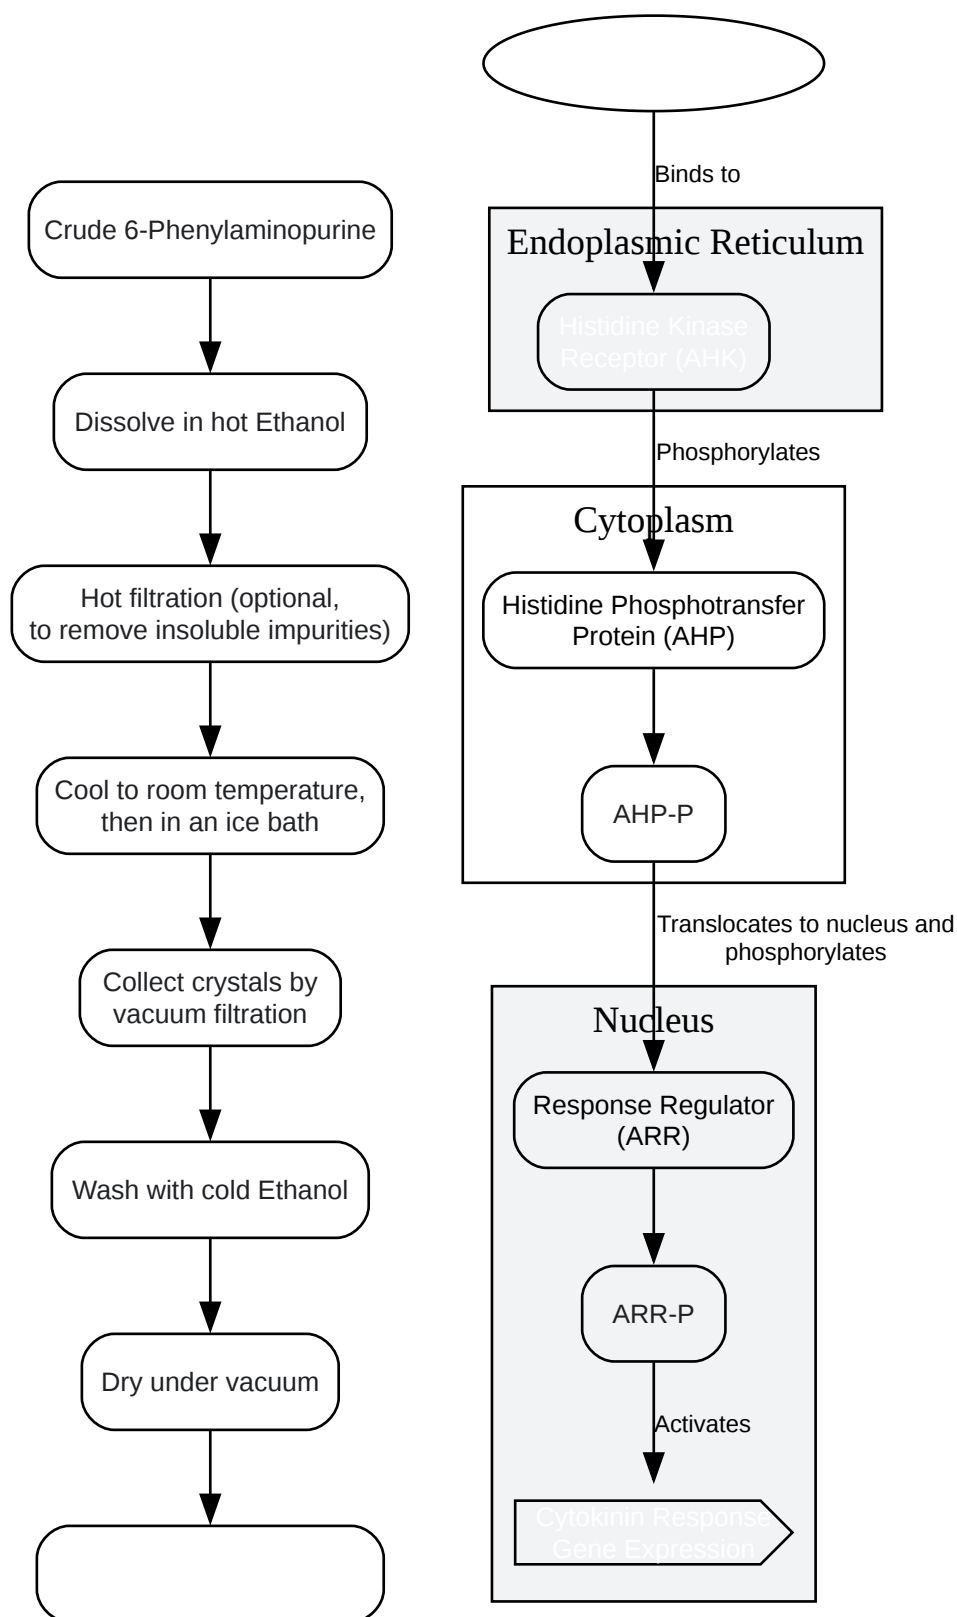 Crude 6-Phenylaminopurine
Dissolve in hot Ethanol
Hot filtration (optional,
to remove insoluble impurities)
Cool to room temperature,
then in an ice bath
Collect crystals by
vacuum filtration
Wash with cold Ethanol
Dry under vacuum
Binds to
Endoplasmic Reticulum
Histidine Kinase
Receptor (AHK)
Phosphorylates
Cytoplasm
Histidine Phosphotransfer
Protein (AHP)
AHP-P
Translocates to nucleus and
phosphorylates
Nucleus
Response Regulator
(ARR)
ARR-P
Activates
Cytokinin Response
Gene Expression